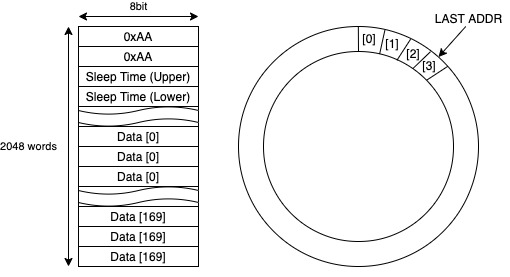 8bit
0xAA
0xAA
Sleep Time (Upper)
Sleep Time (Lower)
2048 words
Data [0]
Data [0]
Data [0]
Data [169]
Data [169]
Data [169]
LAST ADDR
[0]
[1]
[2]
[3]